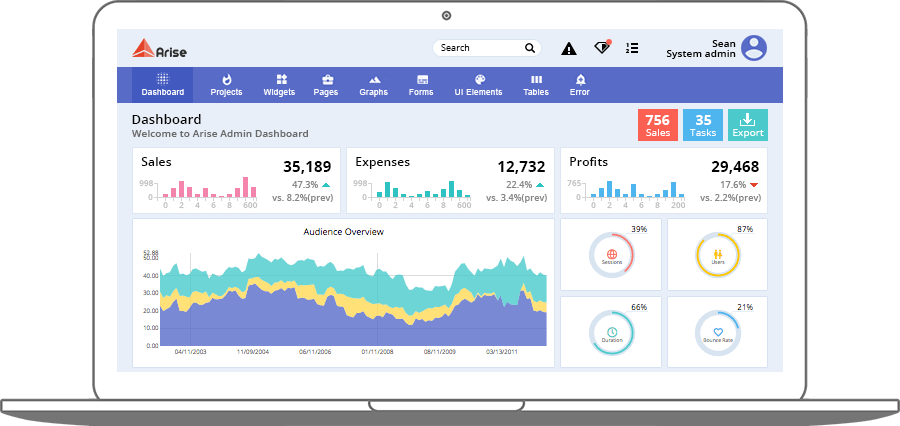 Arise
Search
Sean
System admin
Dashboard
Projects
Widgets
Pages
Graphs
Forms
UI Elements
Tables
Error
Dashboard
Welcome to Arise Admin Dashboard
756
Sales
35
Tasks
Export
Sales
35,189
47.3%
vs. 8.2%(prev)
998
0
0 2 4 6 8 600
Expenses
12,732
22.4%
vs. 3.4%(prev)
998
0
0 2 4 6 8 600
Profits
29,468
17.6%
vs. 2.2%(prev)
765
0
0 2 4 6 8 200
Audience Overview
52.88
50.00
40.00
30.00
20.00
10.00
0.00
04/11/2003 11/09/2004 06/11/2006 01/11/2008 08/11/2009 03/13/2011
39%
Sessions
87%
Users
66%
Duration
21%
Bounce Rate